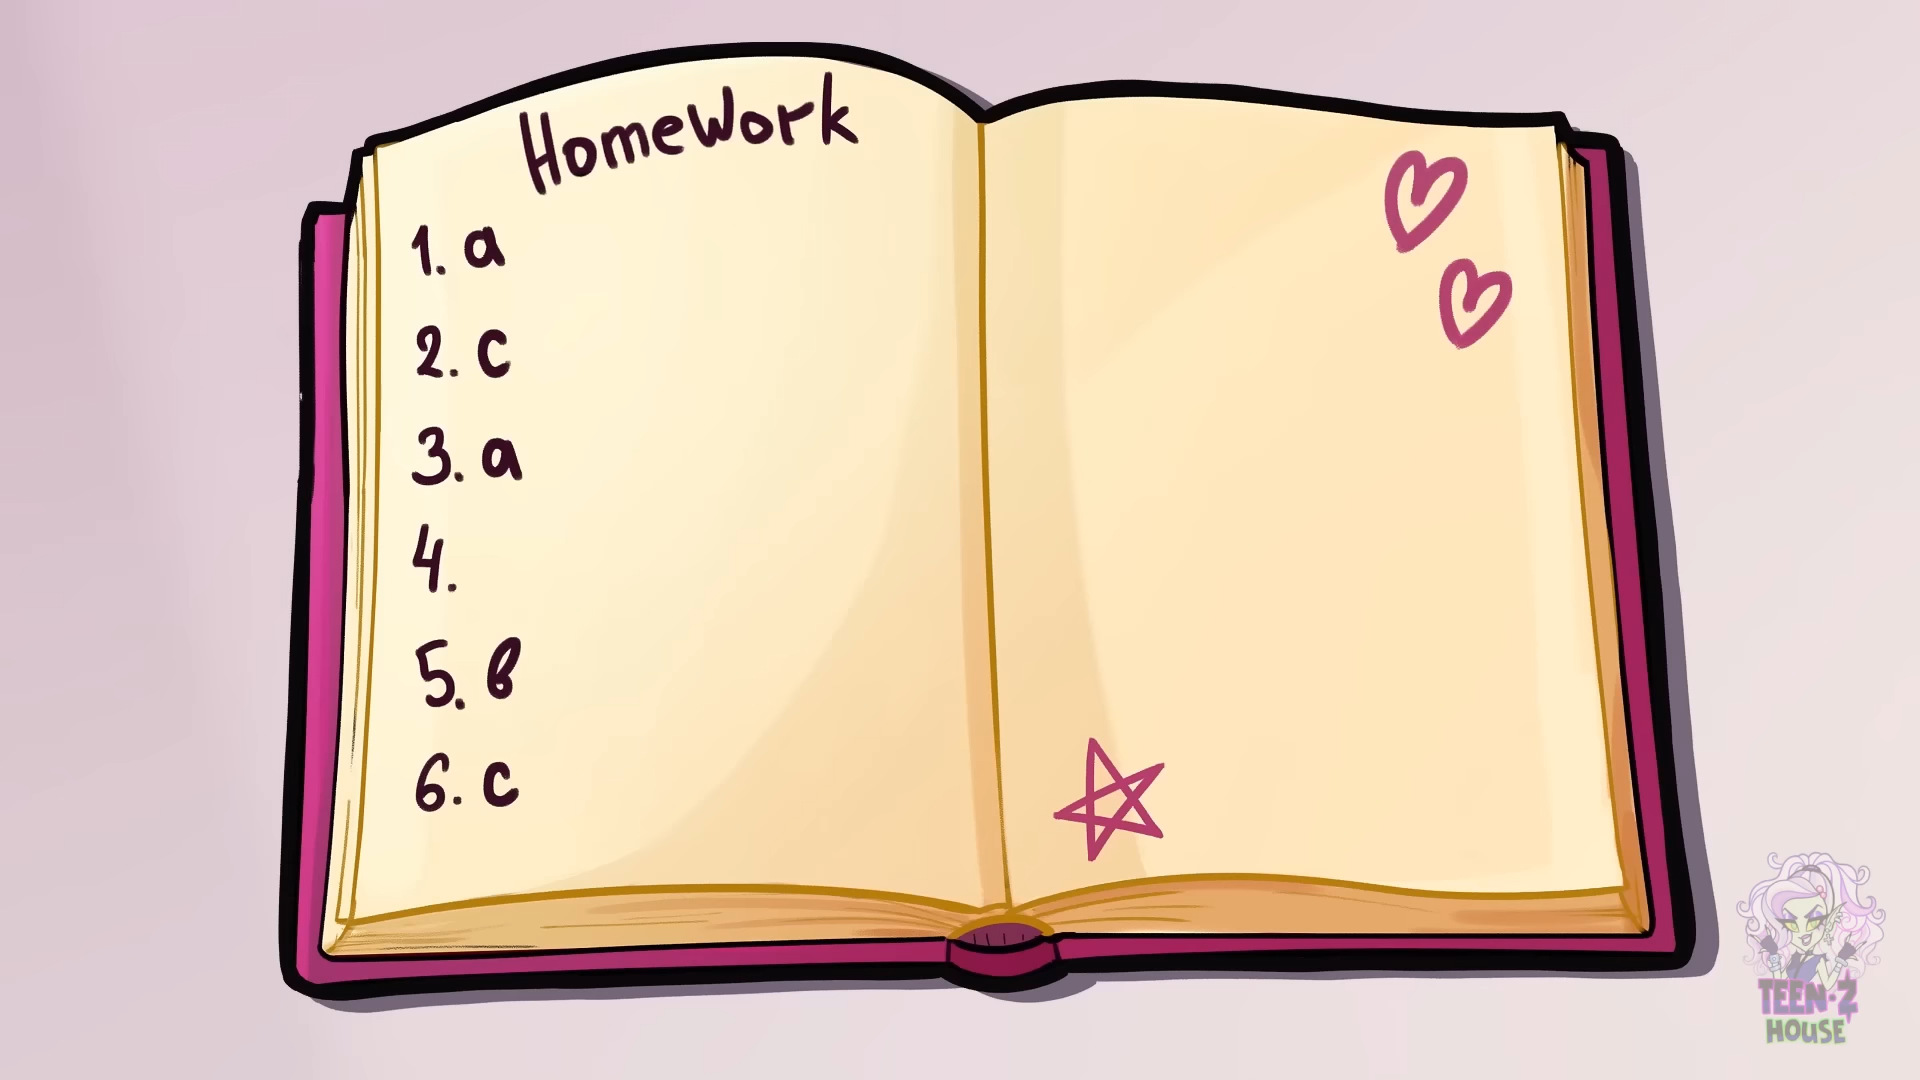 HomeWork
1. a
2. c
3. a
4.
5. в
6. c
TEEN-Z
HOUSE